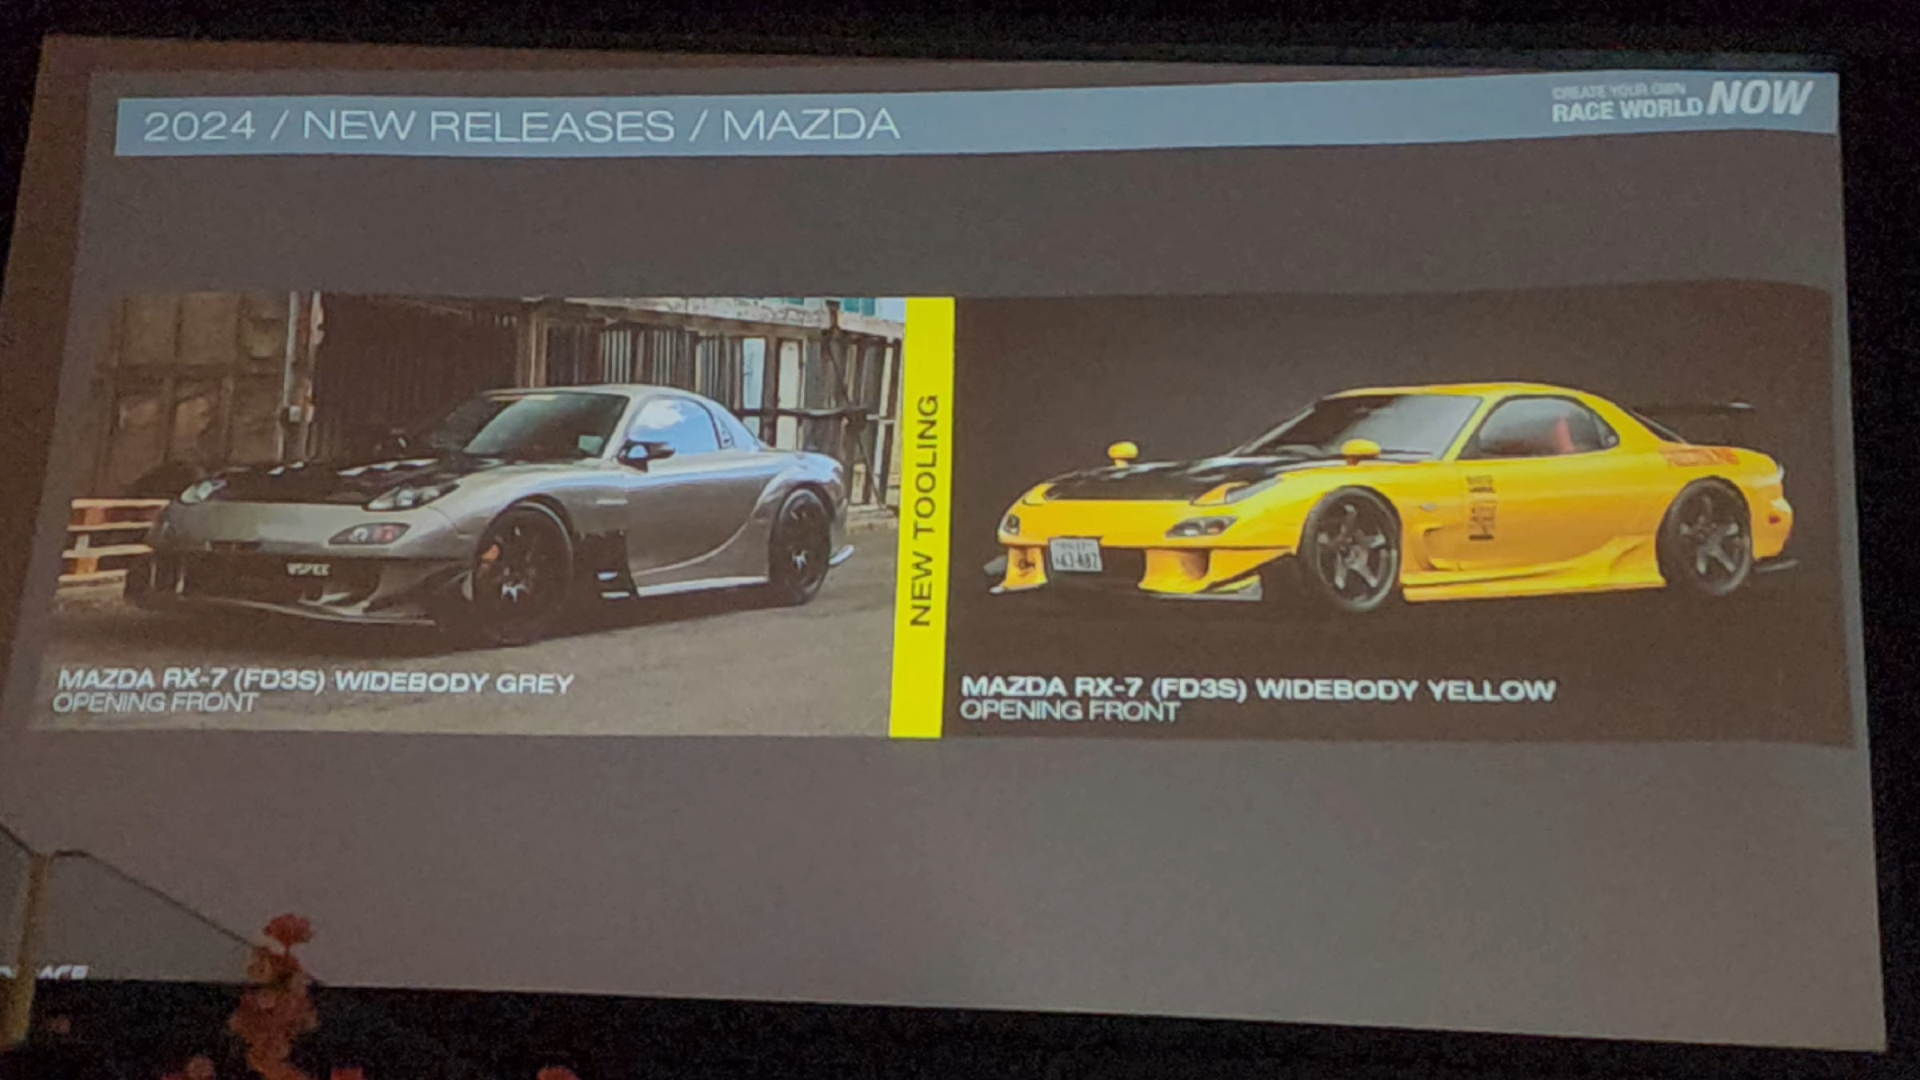 2024 / NEW RELEASES / MAZDA
CREATE YOUR OWN
RACE WORLD NOW
NEW TOOLING
MAZDA RX-7 (FD3S) WIDEBODY GREY
OPENING FRONT
MAZDA RX-7 (FD3S) WIDEBODY YELLOW
OPENING FRONT